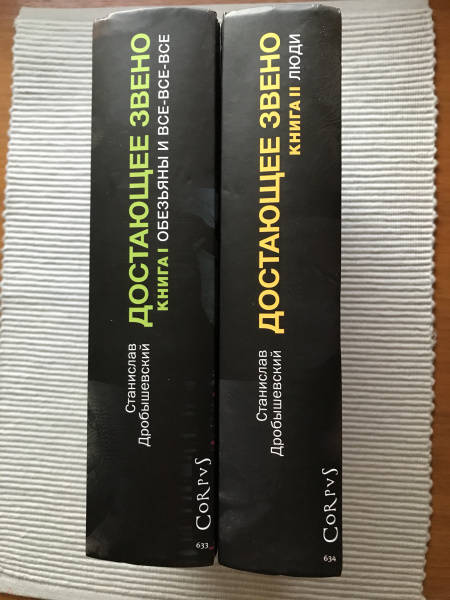 Станислав
Дробышевский
ДОСТАЮЩЕЕ ЗВЕНО
КНИГА I ОБЕЗЬЯНЫ И ВСЕ-ВСЕ-ВСЕ
CORPVS
633
Станислав
Дробышевский
ДОСТАЮЩЕЕ ЗВЕНО
КНИГА II ЛЮДИ
CORPVS
634